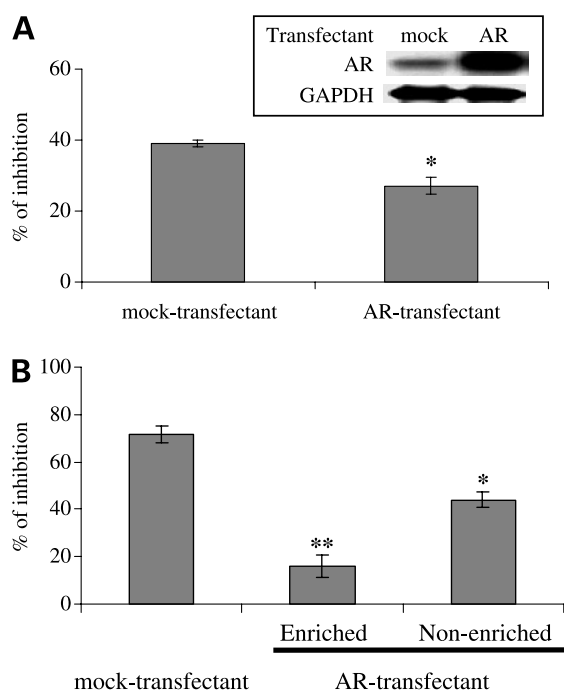 A
Transfectant mock AR
AR
GAPDH
% of inhibition
60
40
20
0
*
mock-transfectant AR-transfectant
B
% of inhibition
100
80
60
40
20
0
**
*
Enriched Non-enriched
mock-transfectant AR-transfectant